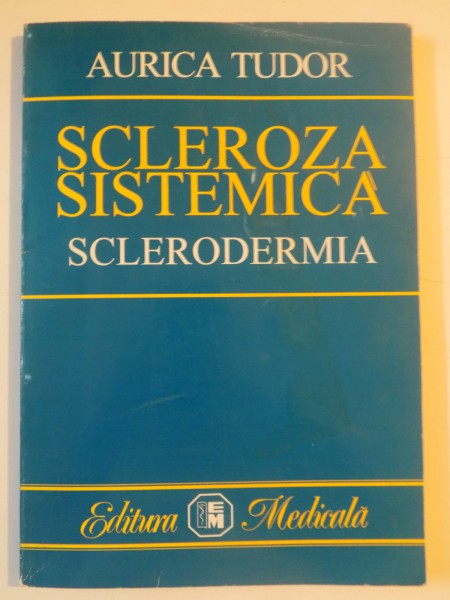 AURICA TUDOR
SCLEROZA
SISTEMICA
SCLERODERMIA
Editura EM Medicală